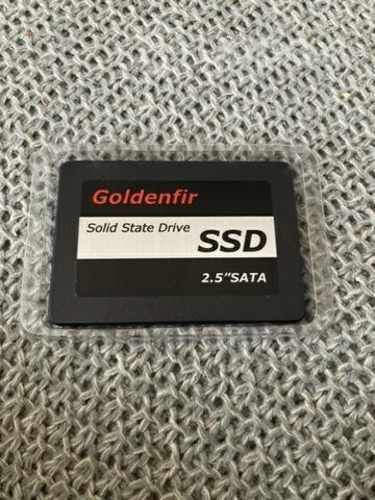 Goldenfir
Solid State Drive
SSD
2.5"SATA